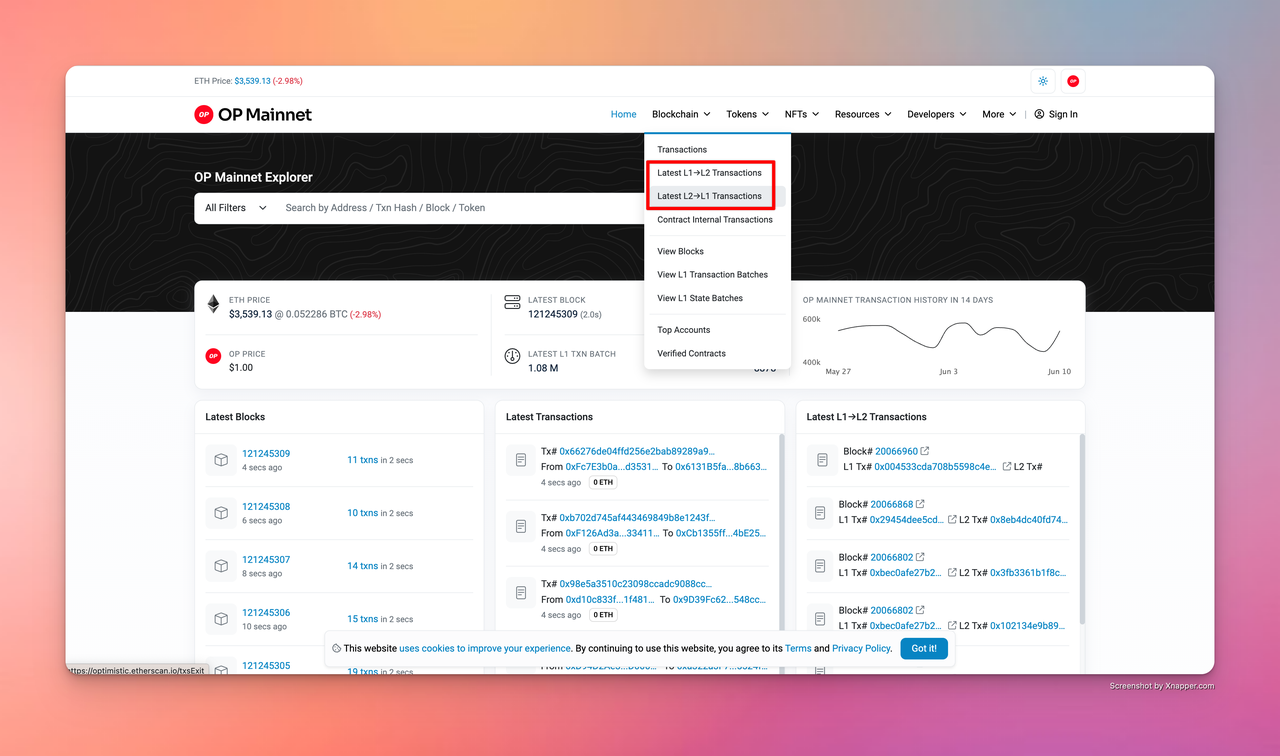 ETH Price: $3,539.13 (-2.98%)
OP
OP OP Mainnet
Home Blockchain Tokens NFTs Resources Developers More | Sign In
Transactions
Latest L1→L2 Transactions
Latest L2→L1 Transactions
Contract Internal Transactions
View Blocks
View L1 Transaction Batches
View L1 State Batches
Top Accounts
Verified Contracts
OP Mainnet Explorer
All Filters Search by Address / Txn Hash / Block / Token
ETH PRICE
$3,539.13 @ 0.052286 BTC (-2.98%)
OP
OP PRICE
$1.00
LATEST BLOCK
121245309 (2.0s)
LATEST L1 TXN BATCH
1.08 M
OP MAINNET TRANSACTION HISTORY IN 14 DAYS
600k
400k
May 27 Jun 3 Jun 10
Latest Blocks
121245309
4 secs ago
11 txns in 2 secs
121245308
6 secs ago
10 txns in 2 secs
121245307
8 secs ago
14 txns in 2 secs
121245306
10 secs ago
15 txns in 2 secs
121245305
19 txns in 2 secs
Latest Transactions
Tx# 0x66276de04ffd256e2bab89289a9...
From 0xFc7E3b0a...d3531... To 0x6131B5fa...8b663...
4 secs ago 0 ETH
Tx# 0xb702d745af443469849b8e1243f...
From 0xF126Ad3a...33411... To 0xCb1355ff...4bE25...
4 secs ago 0 ETH
Tx# 0x98e5a3510c23098ccadc9088cc...
From 0xd10c833f...1f481... To 0x9D39Fc62...548cc...
4 secs ago 0 ETH
Latest L1→L2 Transactions
Block# 20066960
L1 Tx# 0x004533cda708b5598c4e... L2 Tx#
Block# 20066868
L1 Tx# 0x29454dee5cd... L2 Tx# 0x8eb4dc40fd74...
Block# 20066802
L1 Tx# 0xbec0afe27b2... L2 Tx# 0x3fb3361b1f8c...
Block# 20066802
L1 Tx# 0xbec0afe27b2... L2 Tx# 0x102134e9b89...
This website uses cookies to improve your experience. By continuing to use this website, you agree to its Terms and Privacy Policy. Got it!
https://optimistic.etherscan.io/txsExit
Screenshot by Xnapper.com